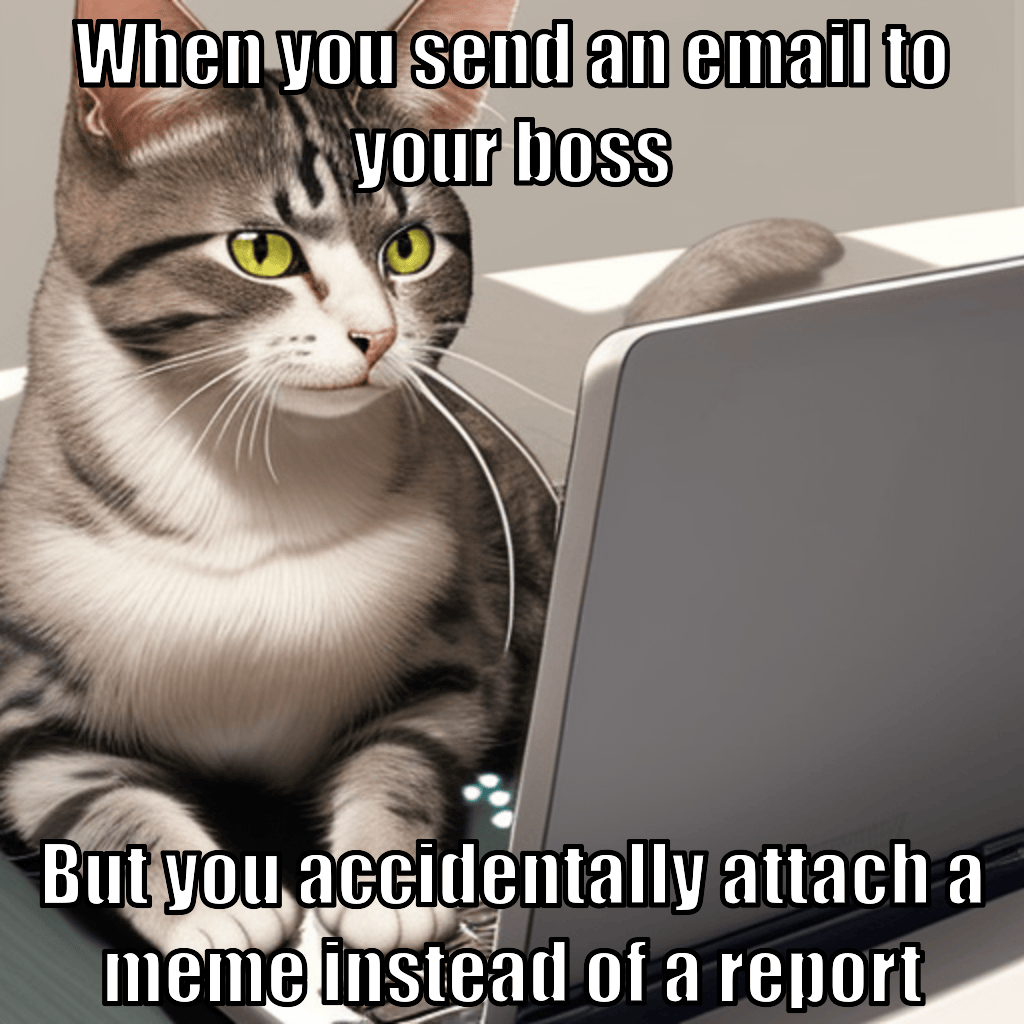 When you send an email to
your boss
But you accidentally attach a
meme instead of a report